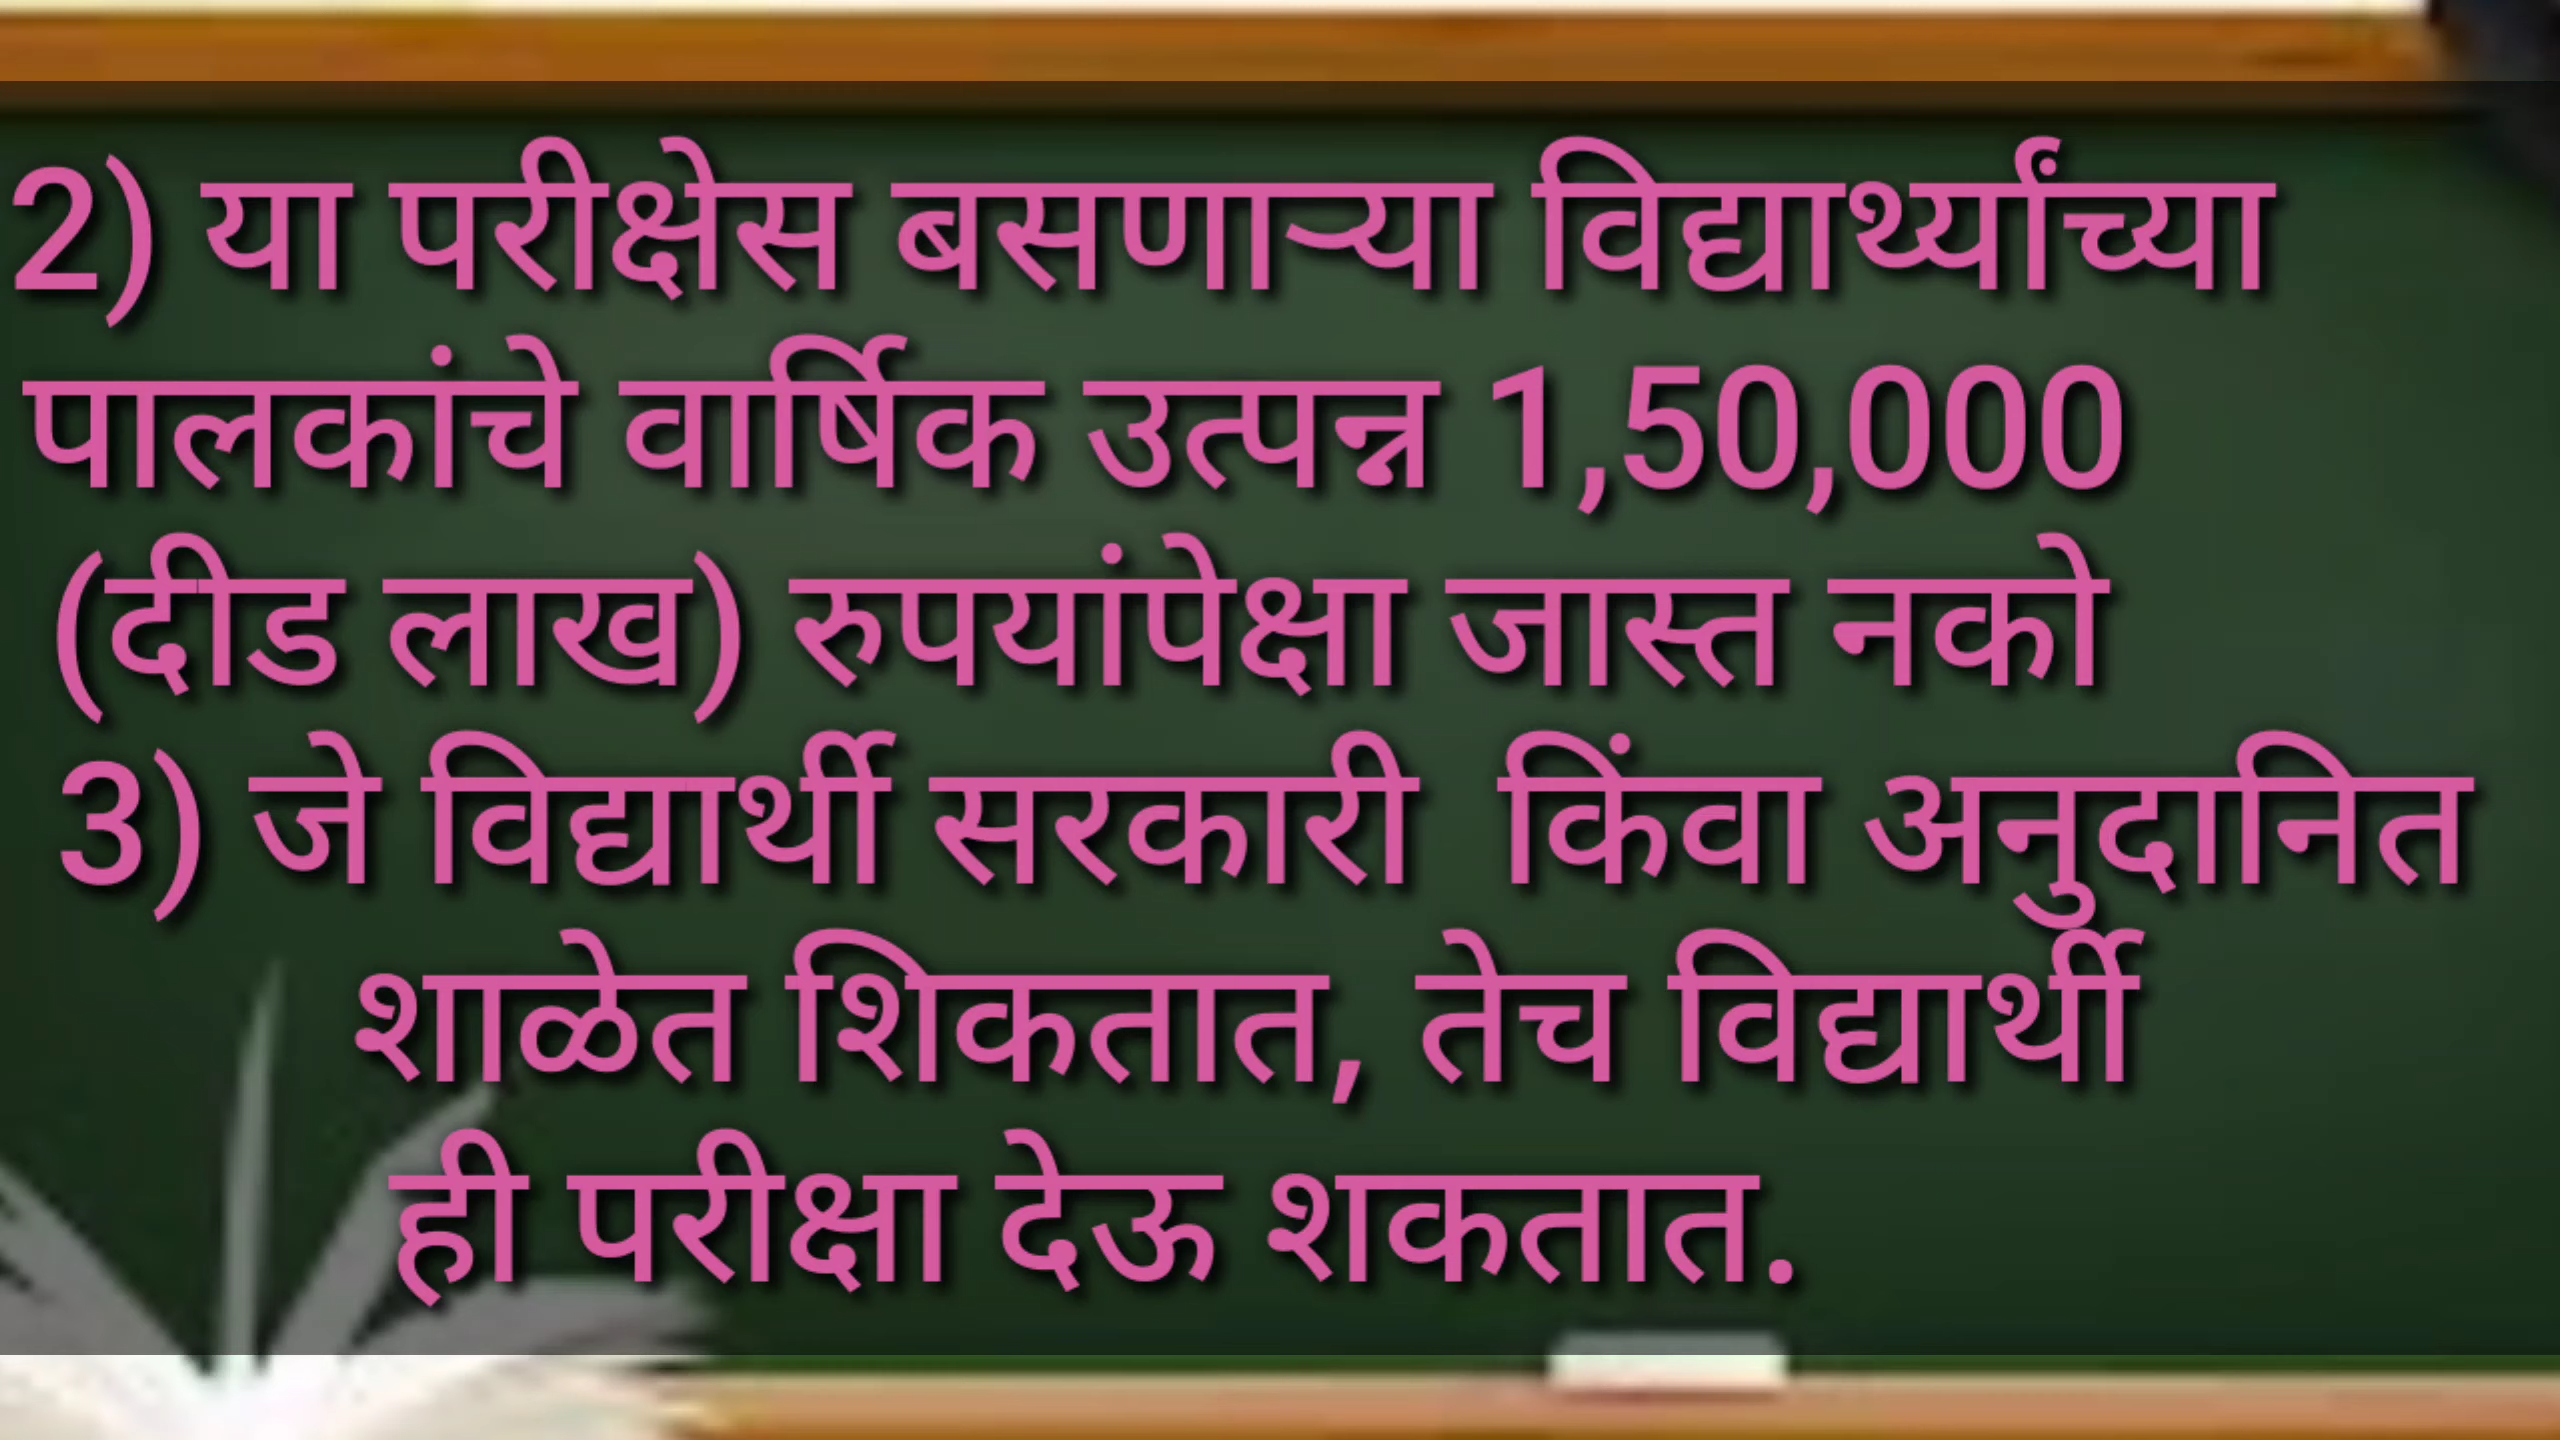 2) या परीक्षेस बसणाऱ्या विद्यार्थ्यांच्या
पालकांचे वार्षिक उत्पन्न 1,50,000
(दीड लाख) रुपयांपेक्षा जास्त नको
3) जे विद्यार्थी सरकारी किंवा अनुदानित
शाळेत शिकतात, तेच विद्यार्थी
ही परीक्षा देऊ शकतात.